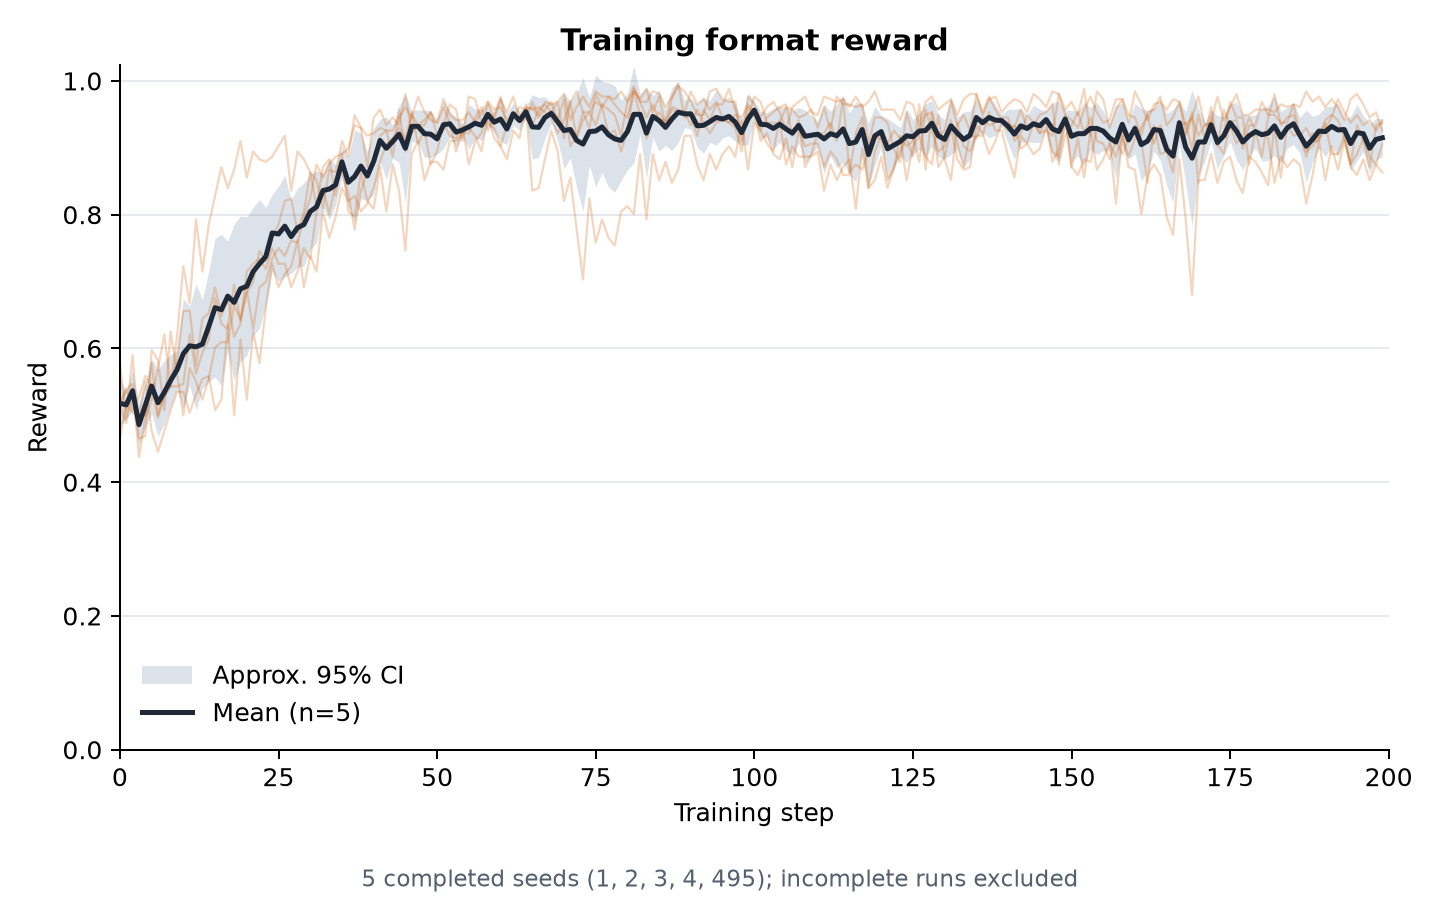 Training format reward
1.0
0.8
0.6
0.4
0.2
0.0
Reward
Approx. 95% CI
Mean (n=5)
0 25 50 75 100 125 150 175 200
Training step
5 completed seeds (1, 2, 3, 4, 495); incomplete runs excluded